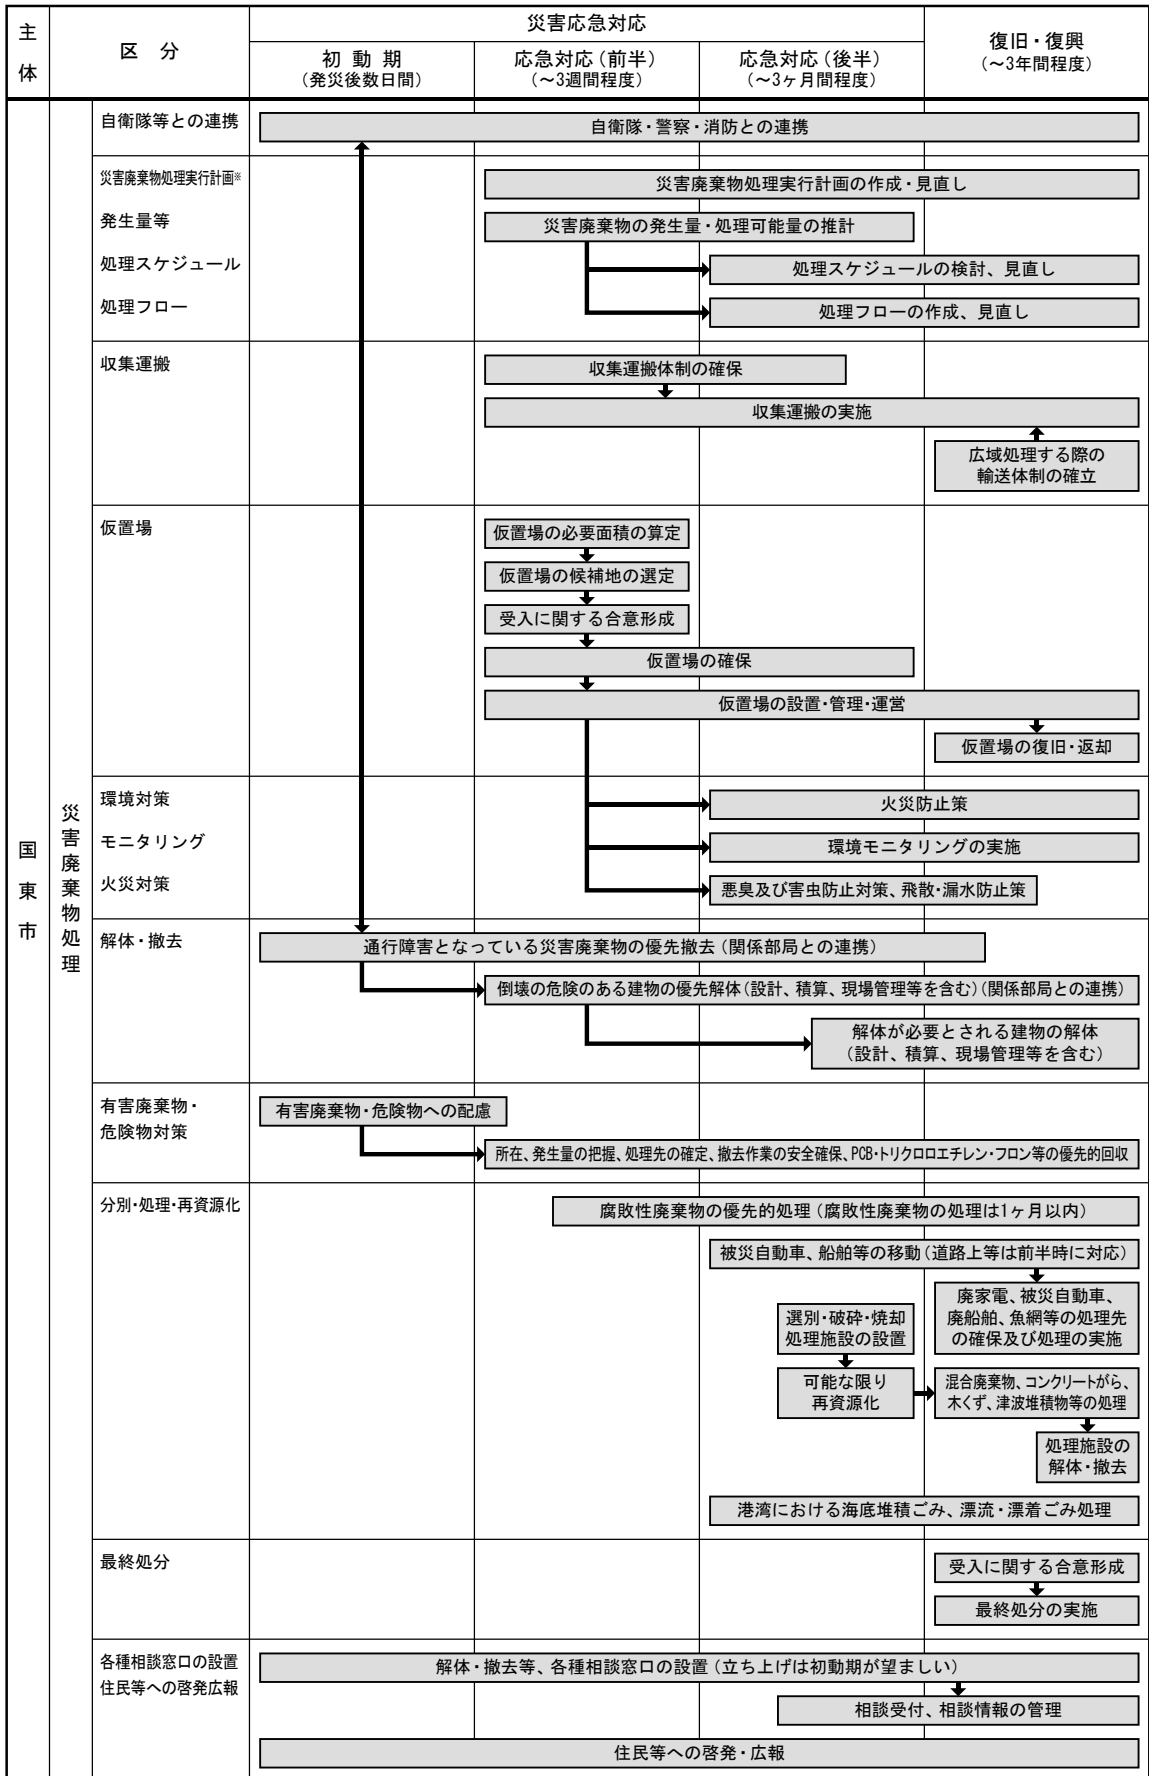 主体
区　分
災害応急対応
初 動 期
（発災後数日間）
応急対応（前半）
（～3週間程度）
応急対応（後半）
（～3ヶ月間程度）
復旧・復興
（～3年間程度）
国東市
災害廃棄物処理
自衛隊等との連携
自衛隊・警察・消防との連携
災害廃棄物処理実行計画※
災害廃棄物処理実行計画の作成・見直し
発生量等
災害廃棄物の発生量・処理可能量の推計
処理スケジュール
処理スケジュールの検討、見直し
処理フロー
処理フローの作成、見直し
収集運搬
収集運搬体制の確保
収集運搬の実施
広域処理する際の
輸送体制の確立
仮置場
仮置場の必要面積の算定
仮置場の候補地の選定
受入に関する合意形成
仮置場の確保
仮置場の設置・管理・運営
仮置場の復旧・返却
環境対策
火災防止策
モニタリング
環境モニタリングの実施
火災対策
悪臭及び害虫防止対策、飛散・漏水防止策
解体・撤去
通行障害となっている災害廃棄物の優先撤去（関係部局との連携）
倒壊の危険のある建物の優先解体（設計、積算、現場管理等を含む）（関係部局との連携）
解体が必要とされる建物の解体
（設計、積算、現場管理等を含む）
有害廃棄物・
危険物対策
有害廃棄物・危険物への配慮
所在、発生量の把握、処理先の確定、撤去作業の安全確保、PCB・トリクロロエチレン・フロン等の優先的回収
分別・処理・再資源化
腐敗性廃棄物の優先的処理（腐敗性廃棄物の処理は1ヶ月以内）
被災自動車、船舶等の移動（道路上等は前半時に対応）
廃家電、被災自動車、
廃船舶、魚網等の処理先
の確保及び処理の実施
選別・破砕・焼却
処理施設の設置
可能な限り
再資源化
混合廃棄物、コンクリートがら、
木くず、津波堆積物等の処理
処理施設の
解体・撤去
港湾における海底堆積ごみ、漂流・漂着ごみ処理
最終処分
受入に関する合意形成
最終処分の実施
各種相談窓口の設置
住民等への啓発広報
解体・撤去等、各種相談窓口の設置（立ち上げは初動期が望ましい）
相談受付、相談情報の管理
住民等への啓発・広報